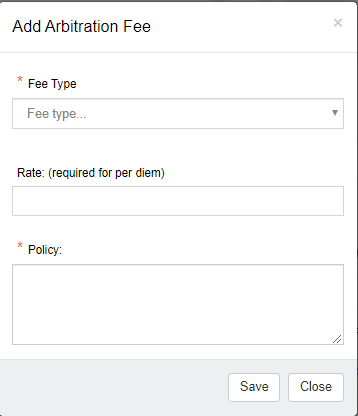 Add Arbitration Fee ×
* Fee Type
Fee type...
Rate: (required for per diem)
* Policy:
Save Close